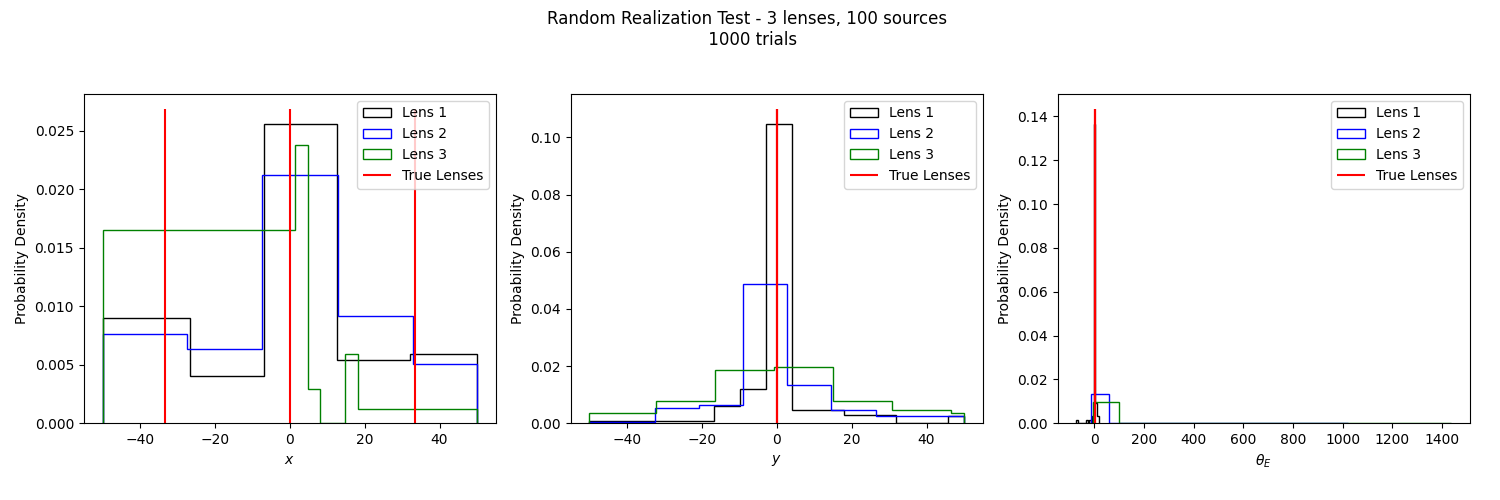 Random Realization Test - 3 lenses, 100 sources
1000 trials
Probability Density
0.025
0.020
0.015
0.010
0.005
0.000
−40
−20
0
20
40
x
Lens 1
Lens 2
Lens 3
True Lenses
Probability Density
0.10
0.08
0.06
0.04
0.02
0.00
−40
−20
0
20
40
y
Lens 1
Lens 2
Lens 3
True Lenses
Probability Density
0.14
0.12
0.10
0.08
0.06
0.04
0.02
0.00
0
200
400
600
800
1000
1200
1400
θE
Lens 1
Lens 2
Lens 3
True Lenses